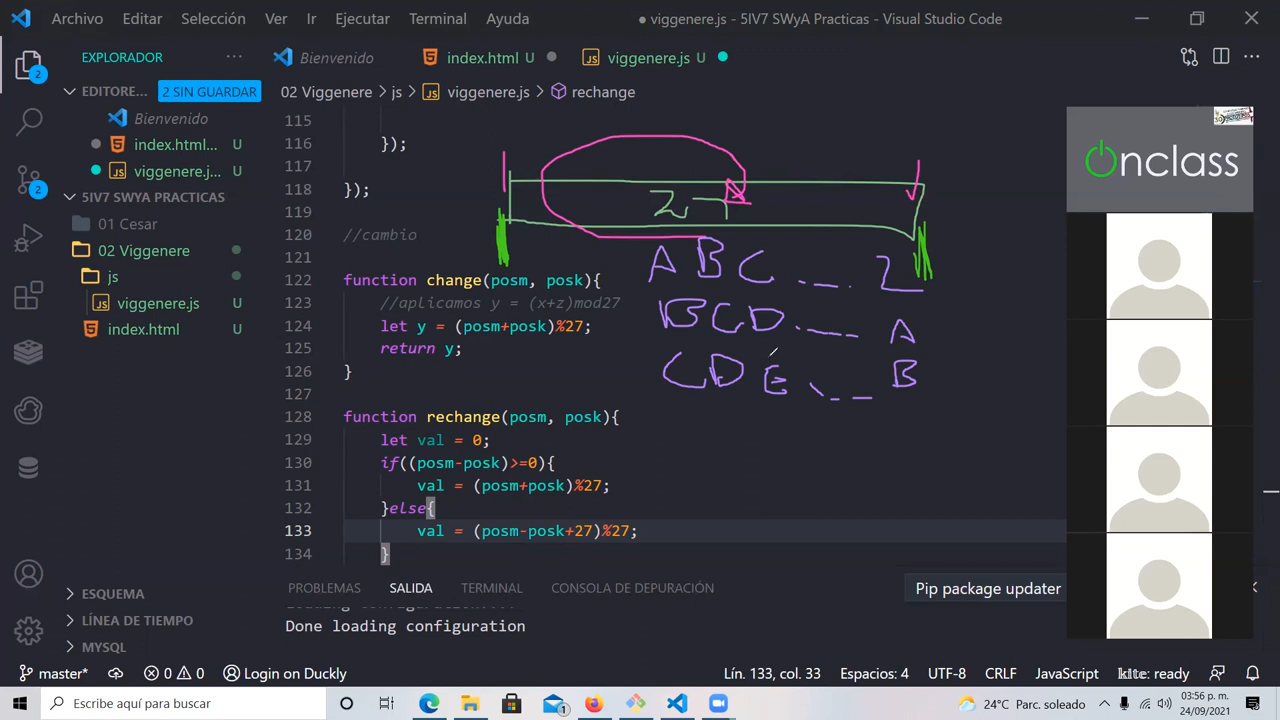 Archivo Editar Selección Ver Ir Ejecutar Terminal Ayuda
● viggenere.js - 5IV7 SWyA Practicas - Visual Studio Code
EXPLORADOR ...
Bienvenido
index.html U
viggenere.js U
EDITORE... 2 SIN GUARDAR
02 Viggenere > js > viggenere.js > rechange
Bienvenido
index.html... U
viggenere.j... U
5IV7 SWYA PRACTICAS
01 Cesar
02 Viggenere
js
viggenere.js U
index.html U
ESQUEMA
LÍNEA DE TIEMPO
MYSQL
115
116 });
117
118 });
119
120 //cambio
121
122 function change(posm, posk){
123 //aplicamos y = (x+z)mod27
124 let y = (posm+posk)%27;
125 return y;
126 }
127
128 function rechange(posm, posk){
129 let val = 0;
130 if((posm-posk)>=0){
131 val = (posm+posk)%27;
132 }else{
133 val = (posm-posk+27)%27;
134 }
27
A B C . _ _ . Z
B C D . _ _ A
C D E . _ _ B
Onclass
PROBLEMAS SALIDA TERMINAL CONSOLA DE DEPURACIÓN
Pip package updater
Loading configuration...
Done loading configuration
master* 0 0 Login on Duckly
Lín. 133, col. 33 Espacios: 4 UTF-8 CRLF JavaScript kite: ready
Escribe aquí para buscar
24°C Parc. soleado
03:56 p. m.
24/09/2021